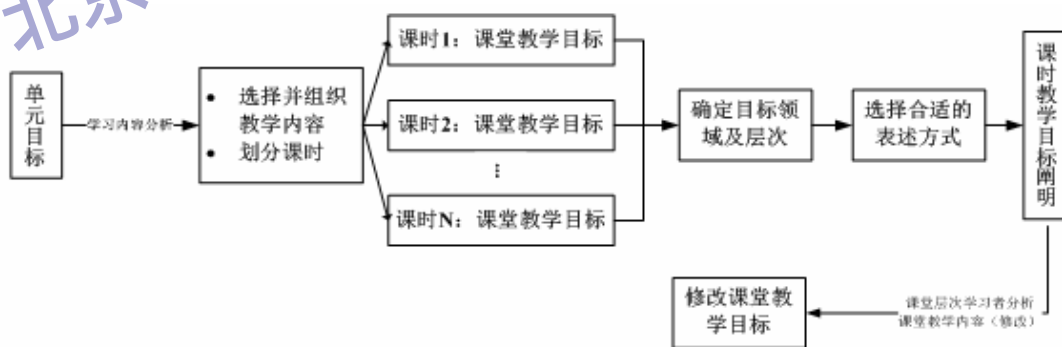 北京
单元目标
学习内容分析
• 选择并组织
教学内容
• 划分课时
课时1：课堂教学目标
课时2：课堂教学目标
⋮
课时N：课堂教学目标
确定目标领
域及层次
选择合适的
表述方式
课时教学目标阐明
课堂层次学习者分析
课堂教学内容（修改）
修改课堂教
学目标